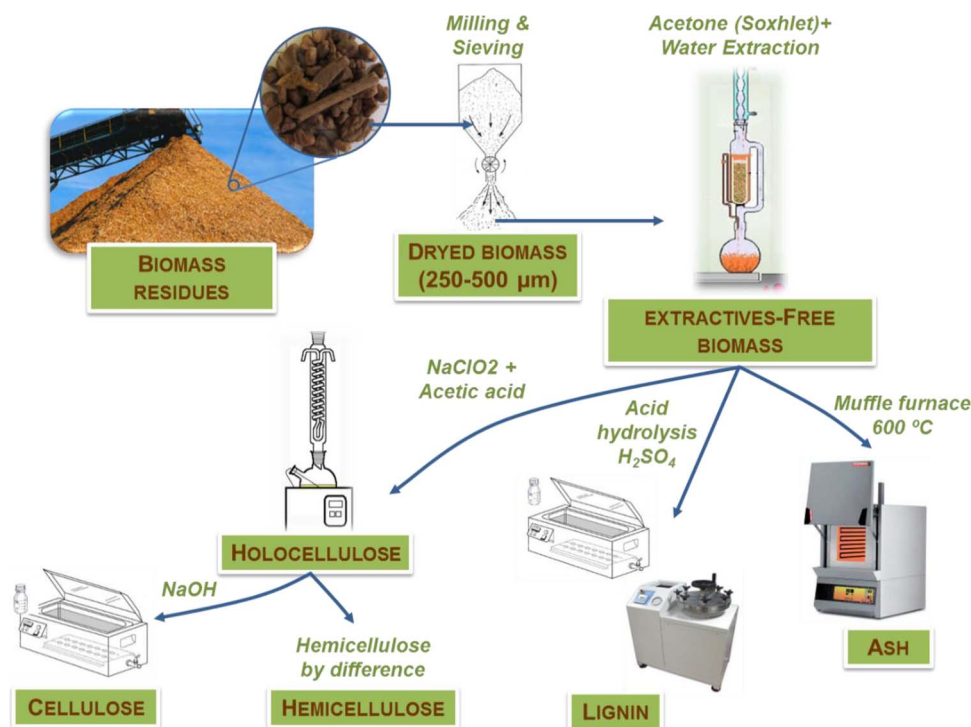 Milling &
Sieving
Acetone (Soxhlet)+
Water Extraction
BIOMASS
RESIDUES
DRYED BIOMASS
(250-500 µm)
EXTRACTIVES-FREE
BIOMASS
NaClO2 +
Acetic acid
Acid
hydrolysis
H₂SO₄
Muffle furnace
600 ºC
HOLOCELLULOSE
NaOH
Hemicellulose
by difference
ASH
CELLULOSE
HEMICELLULOSE
LIGNIN